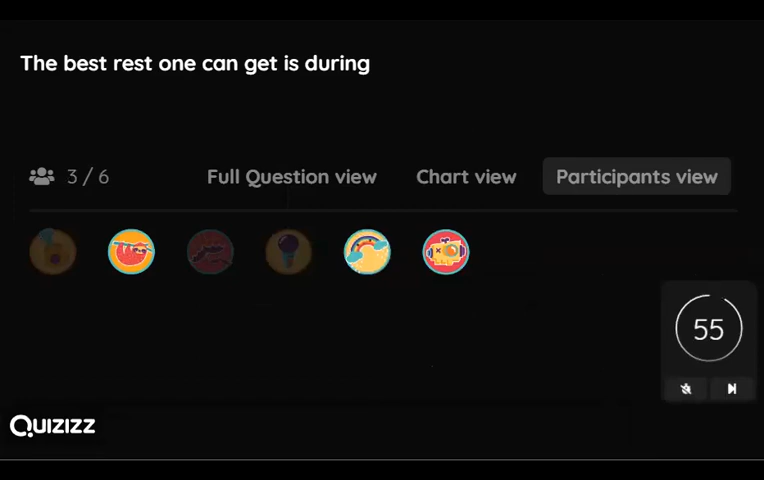 The best rest one can get is during
3 / 6
Full Question view
Chart view
Participants view
55
Quizizz